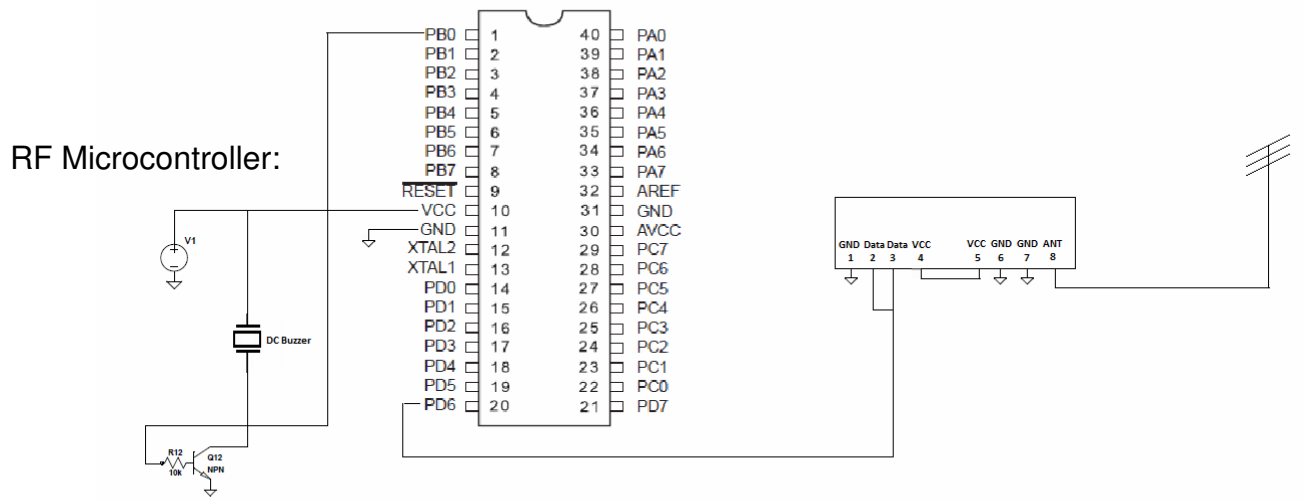 PB0 1 40 PA0
PB1 2 39 PA1
PB2 3 38 PA2
PB3 4 37 PA3
PB4 5 36 PA4
PB5 6 35 PA5
RF Microcontroller:
PB6 7 34 PA6
PB7 8 33 PA7
RESET 9 32 AREF
VCC 10 31 GND
GND 11 30 AVCC
V1
XTAL2 12 29 PC7
GND Data Data VCC VCC GND GND ANT
1 2 3 4 5 6 7 8
XTAL1 13 28 PC6
PD0 14 27 PC5
PD1 15 26 PC4
PD2 16 25 PC3
DC Buzzer
PD3 17 24 PC2
PD4 18 23 PC1
PD5 19 22 PC0
PD6 20 21 PD7
R12
10k
Q12
NPN